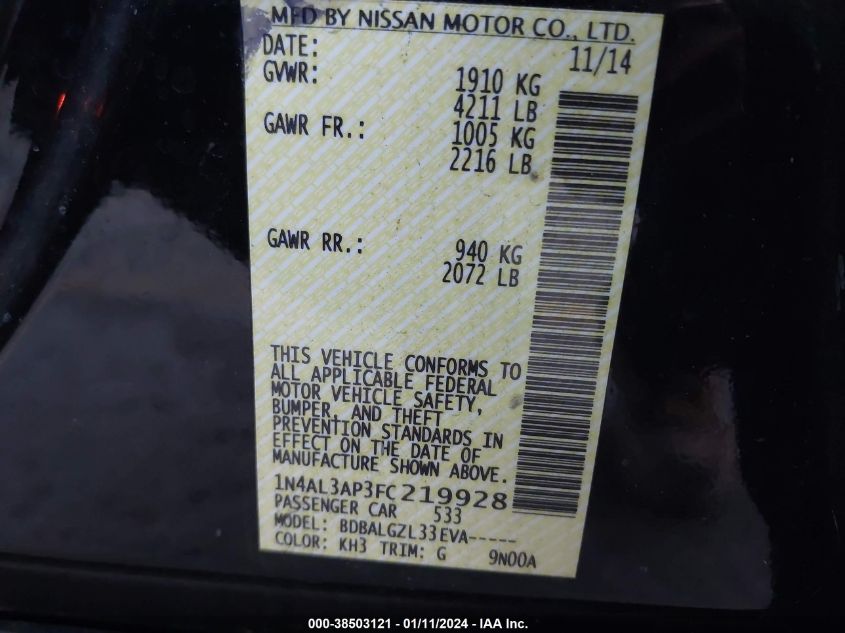 MFD BY NISSAN MOTOR CO., LTD.
DATE: 11/14
GVWR: 1910 KG
4211 LB
GAWR FR.: 1005 KG
2216 LB
GAWR RR.: 940 KG
2072 LB
THIS VEHICLE CONFORMS TO
ALL APPLICABLE FEDERAL
MOTOR VEHICLE SAFETY,
BUMPER, AND THEFT
PREVENTION STANDARDS IN
EFFECT ON THE DATE OF
MANUFACTURE SHOWN ABOVE.
1N4AL3AP3FC219928
PASSENGER CAR 533
MODEL: BDBALGZL33EVA-----
COLOR: KH3 TRIM: G 9N00A
000-38503121 - 01/11/2024 - IAA Inc.